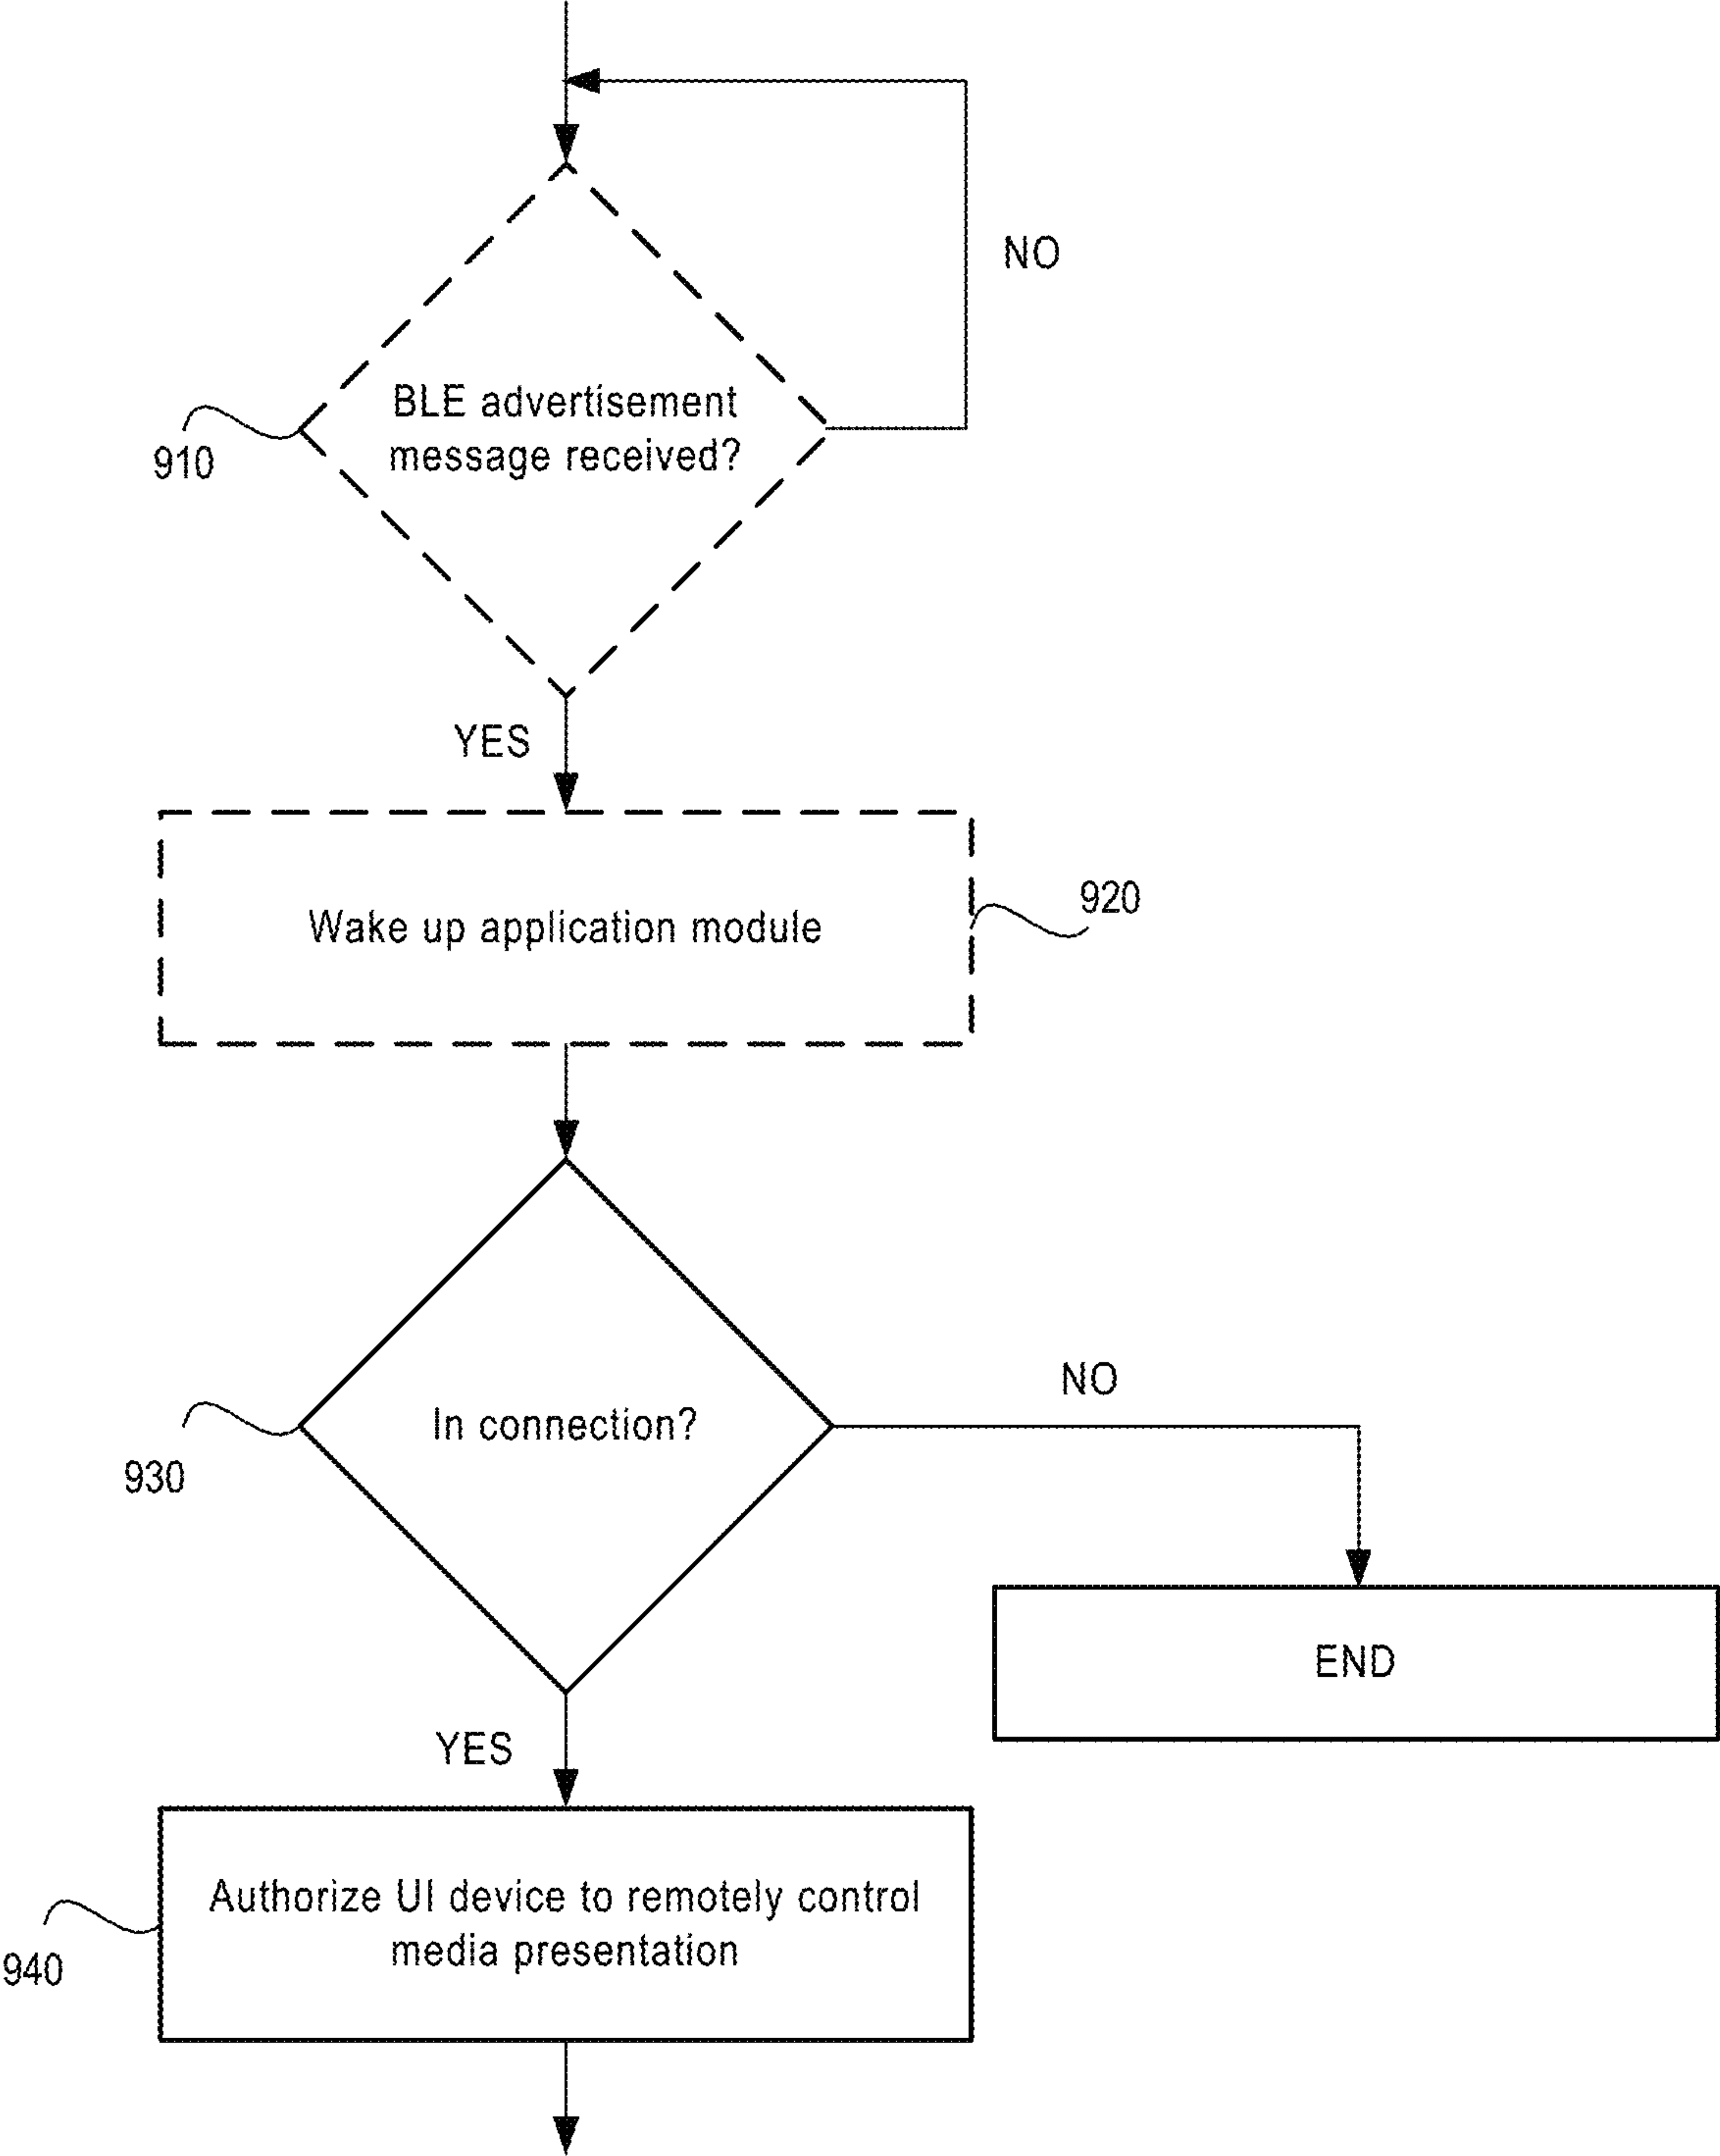 NO
BLE advertisement
message received?
910
YES
920
Wake up application module
NO
In connection?
930
END
YES
Authorize UI device to remotely control
media presentation
940